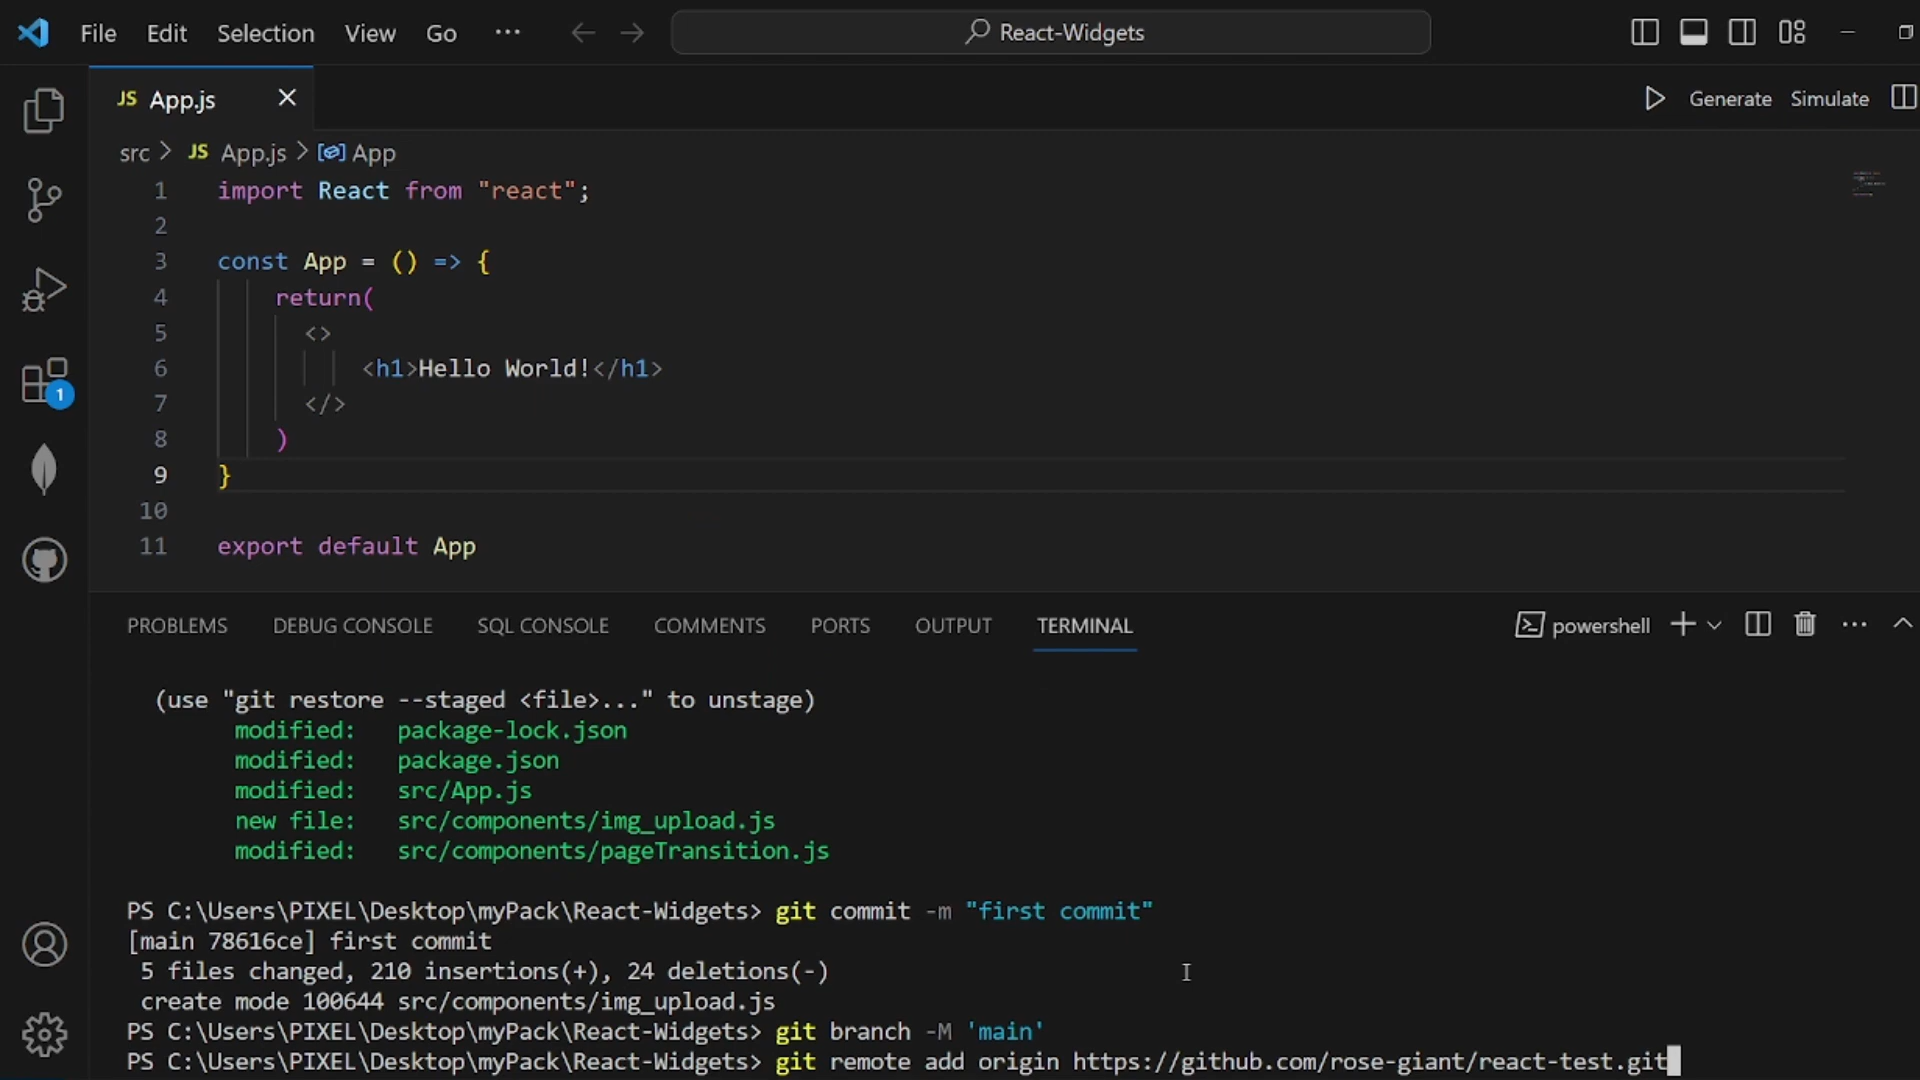 File Edit Selection View Go ··· React-Widgets
JS App.js
Generate Simulate
src > JS App.js > App
1 import React from "react";
2
3 const App = () => {
4 return(
5 <>
6 <h1>Hello World!</h1>
7 </>
8 )
9 }
10
11 export default App
1
PROBLEMS DEBUG CONSOLE SQL CONSOLE COMMENTS PORTS OUTPUT TERMINAL powershell
(use "git restore --staged <file>..." to unstage)
modified: package-lock.json
modified: package.json
modified: src/App.js
new file: src/components/img_upload.js
modified: src/components/pageTransition.js
PS C:\Users\PIXEL\Desktop\myPack\React-Widgets> git commit -m "first commit"
[main 78616ce] first commit
5 files changed, 210 insertions(+), 24 deletions(-)
create mode 100644 src/components/img_upload.js
PS C:\Users\PIXEL\Desktop\myPack\React-Widgets> git branch -M 'main'
PS C:\Users\PIXEL\Desktop\myPack\React-Widgets> git remote add origin https://github.com/rose-giant/react-test.git